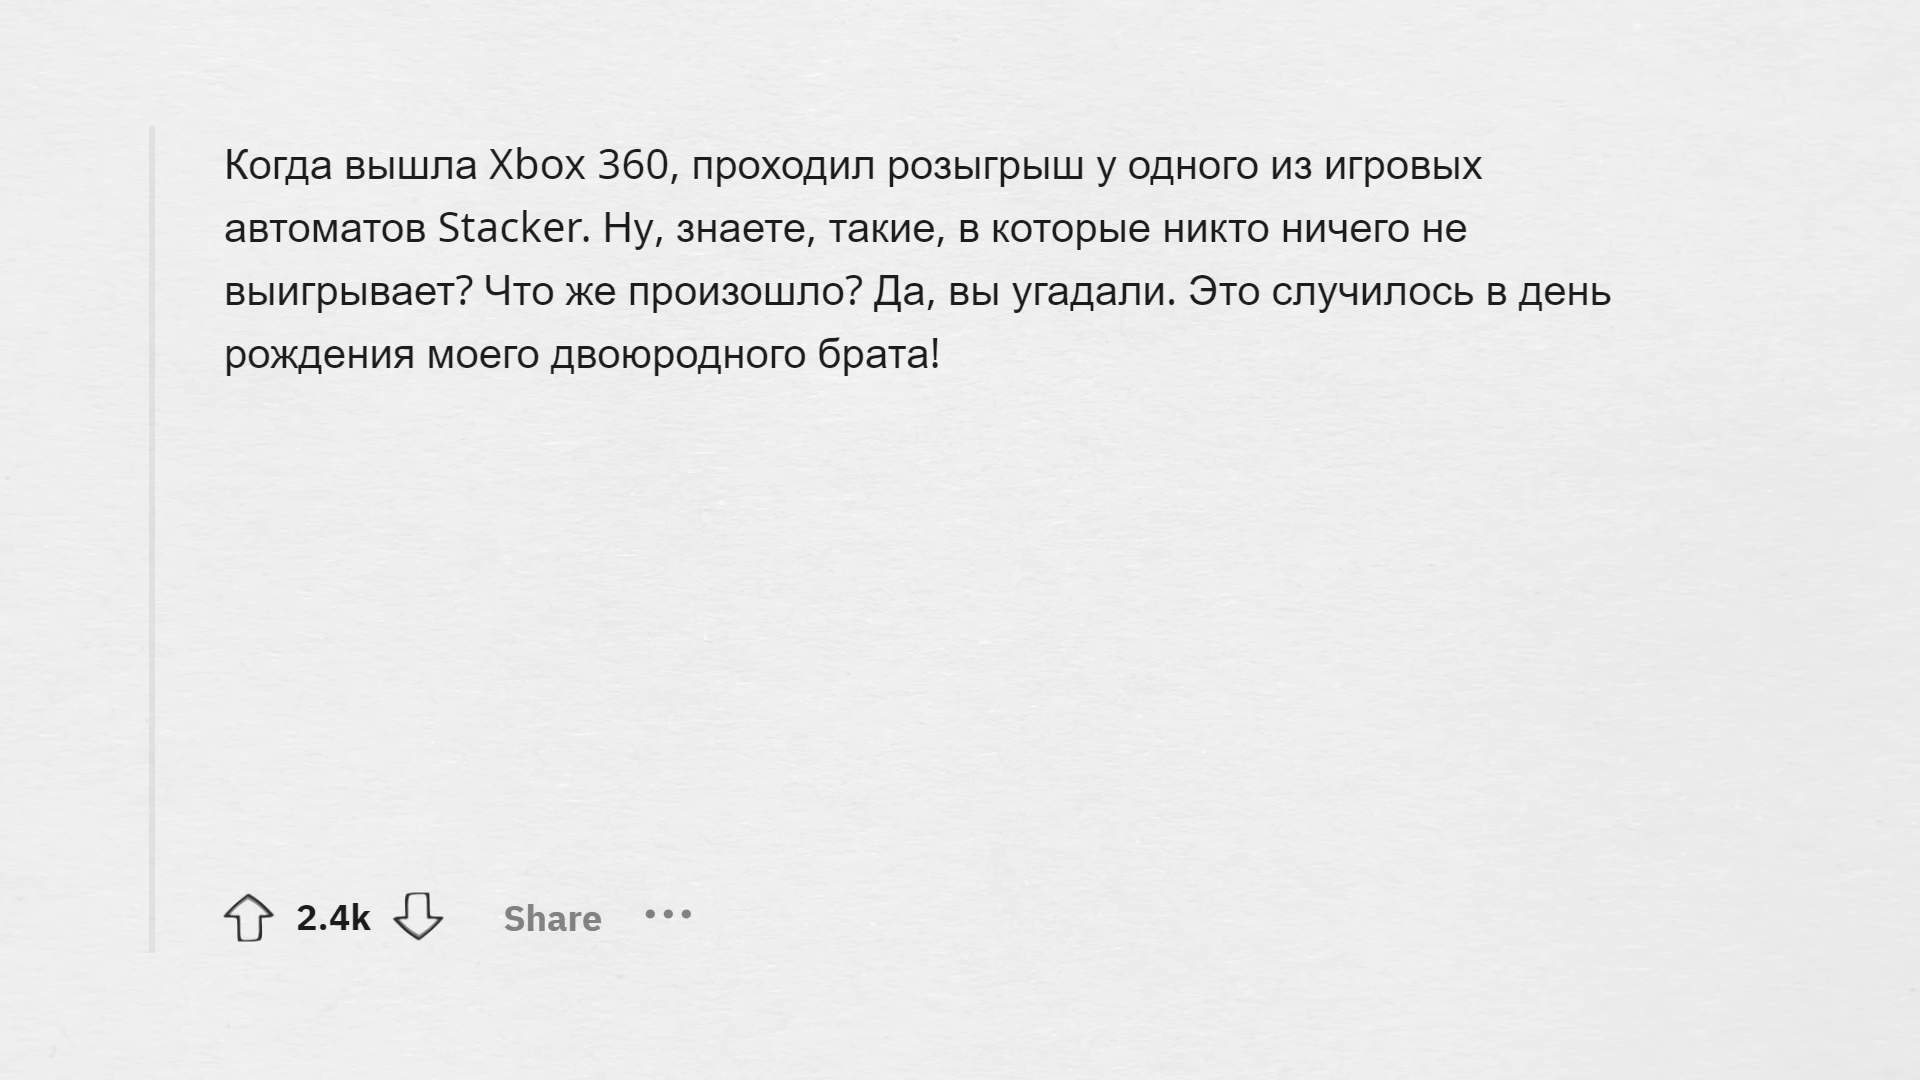 Когда вышла Xbox 360, проходил розыгрыш у одного из игровых
автоматов Stacker. Ну, знаете, такие, в которые никто ничего не
выигрывает? Что же произошло? Да, вы угадали. Это случилось в день
рождения моего двоюродного брата!
2.4k Share •••